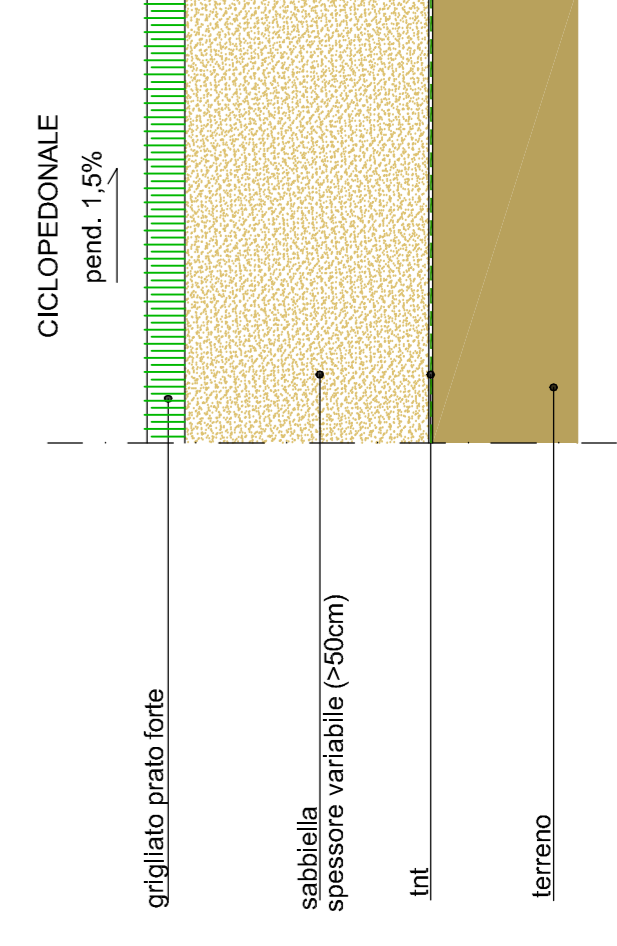 CICLOPEDONALE
pend. 1,5%
grigliato prato forte
sabbiella
spessore variabile (>50cm)
tnt
terreno